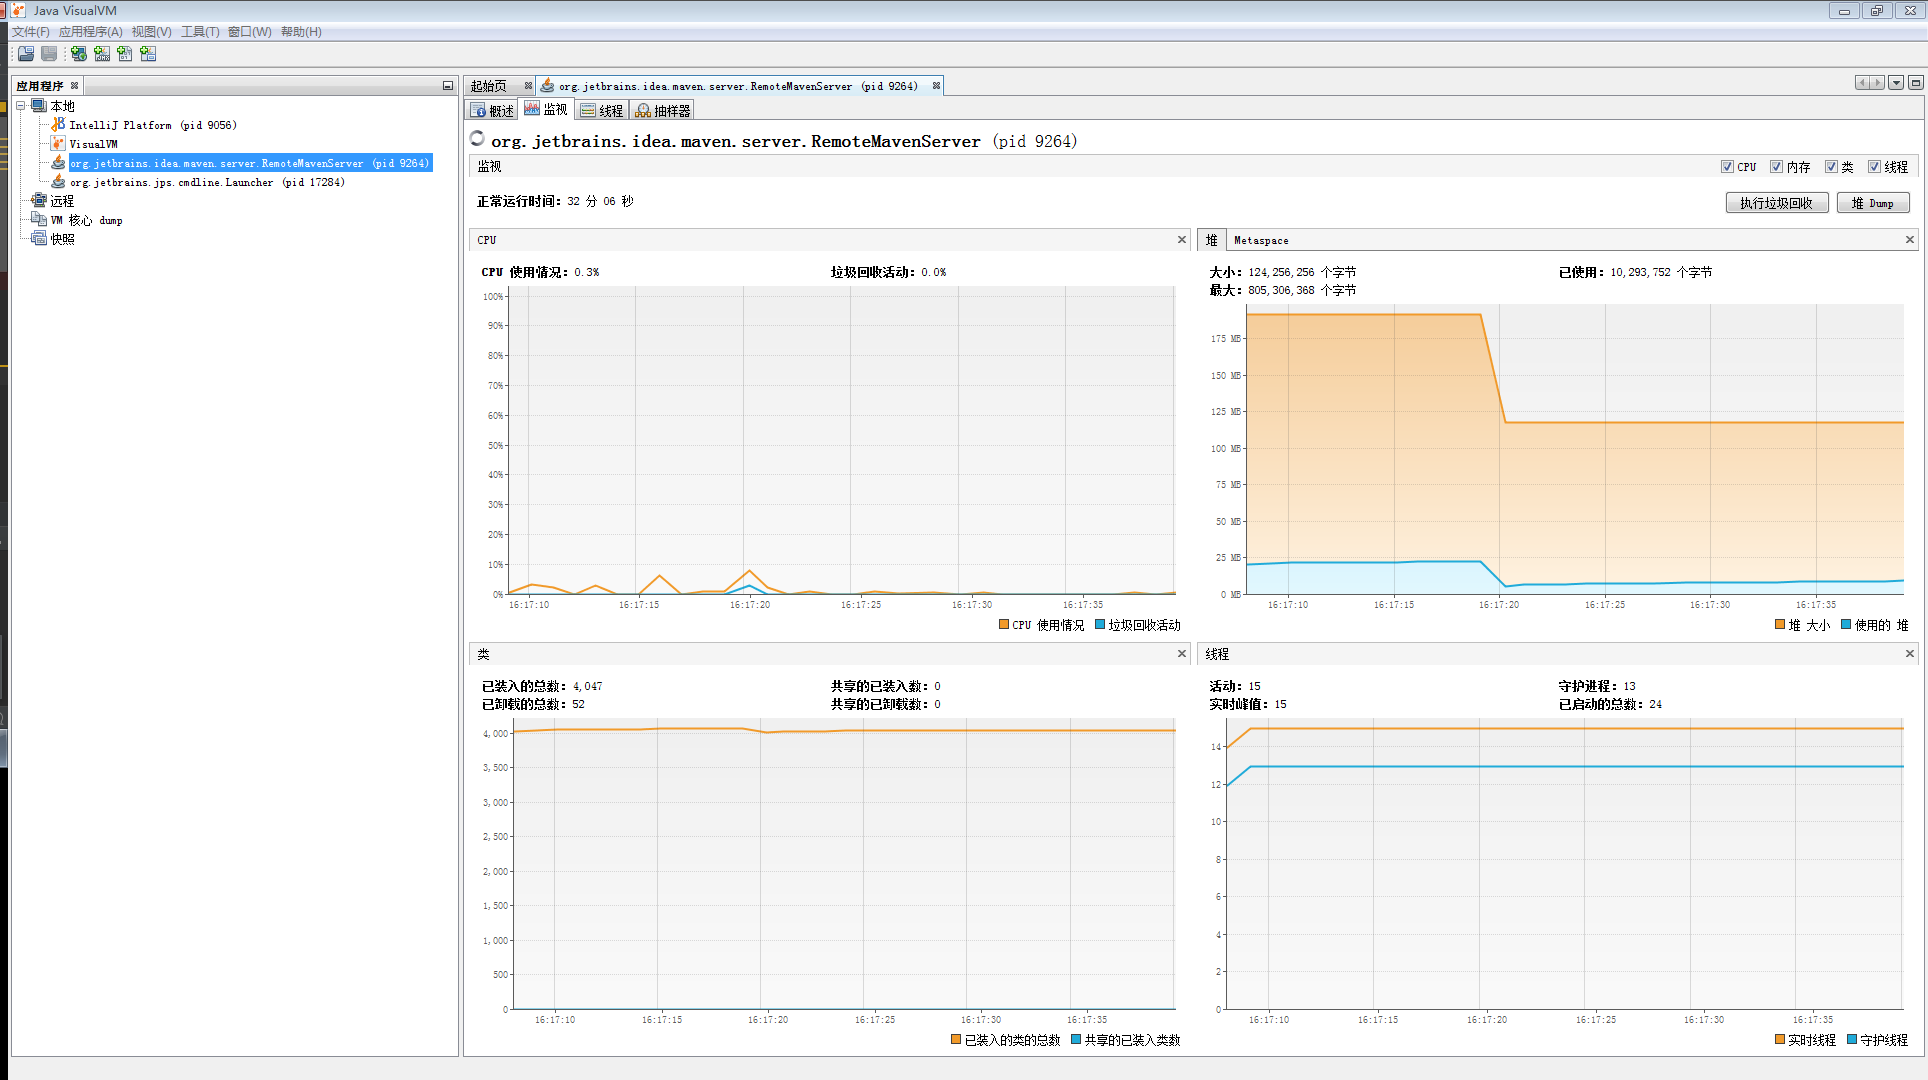 Java VisualVM
文件(F) 应用程序(A) 视图(V) 工具(T) 窗口(W) 帮助(H)
应用程序
本地
IntelliJ Platform (pid 9056)
VisualVM
org.jetbrains.idea.maven.server.RemoteMavenServer (pid 9264)
org.jetbrains.jps.cmdline.Launcher (pid 17284)
远程
VM 核心 dump
快照
起始页 org.jetbrains.idea.maven.server.RemoteMavenServer (pid 9264)
概述 监视 线程 抽样器
org.jetbrains.idea.maven.server.RemoteMavenServer (pid 9264)
监视 CPU 内存 类 线程
正常运行时间: 32 分 06 秒 执行垃圾回收 堆 Dump
CPU
CPU 使用情况: 0.3% 垃圾回收活动: 0.0%
100%
90%
80%
70%
60%
50%
40%
30%
20%
10%
0%
16:17:10 16:17:15 16:17:20 16:17:25 16:17:30 16:17:35
CPU 使用情况 垃圾回收活动
堆 Metaspace
大小: 124,256,256 个字节 已使用: 10,293,752 个字节
最大: 805,306,368 个字节
175 MB
150 MB
125 MB
100 MB
75 MB
50 MB
25 MB
0 MB
16:17:10 16:17:15 16:17:20 16:17:25 16:17:30 16:17:35
堆 大小 使用的 堆
类
已装入的总数: 4,047 共享的已装入数: 0
已卸载的总数: 52 共享的已卸载数: 0
4,000
3,500
3,000
2,500
2,000
1,500
1,000
500
0
16:17:10 16:17:15 16:17:20 16:17:25 16:17:30 16:17:35
已装入的类的总数 共享的已装入类数
线程
活动: 15 守护进程: 13
实时峰值: 15 已启动的总数: 24
14
12
10
8
6
4
2
0
16:17:10 16:17:15 16:17:20 16:17:25 16:17:30 16:17:35
实时线程 守护线程